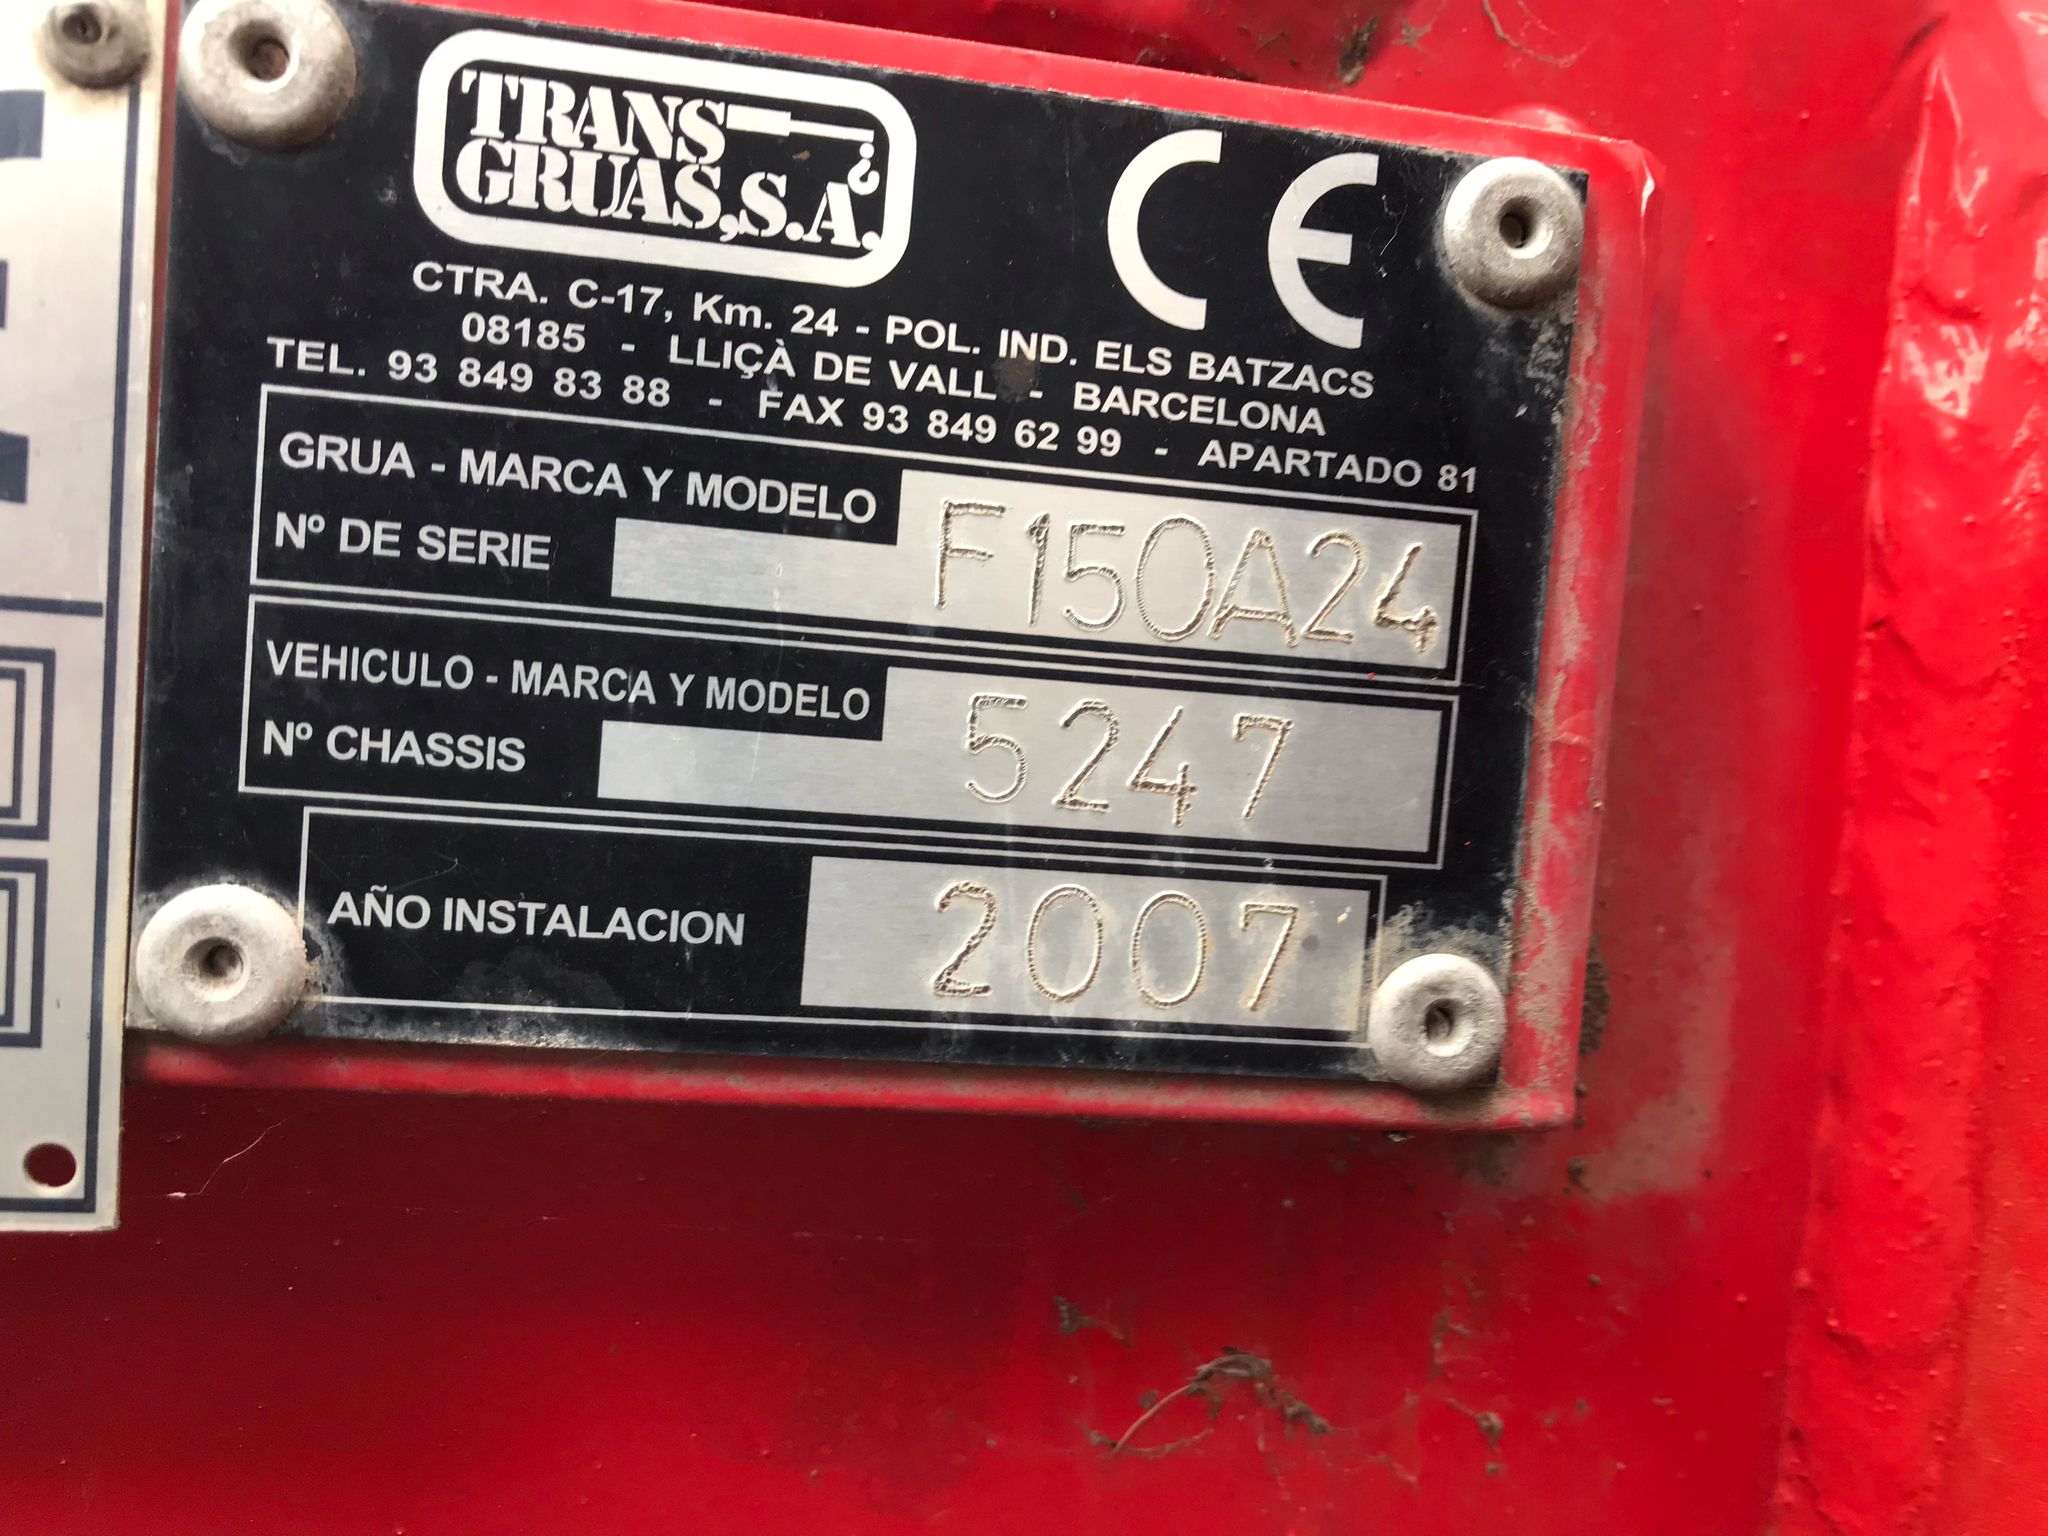 TRANS
GRUAS, S.A.
CE
CTRA. C-17, Km. 24 - POL. IND. ELS BATZACS
08185 - LLIÇÀ DE VALL - BARCELONA
TEL. 93 849 83 88 - FAX 93 849 62 99 - APARTADO 81
GRUA - MARCA Y MODELO
Nº DE SERIE F150A24
VEHICULO - MARCA Y MODELO
Nº CHASSIS 5247
AÑO INSTALACION 2007